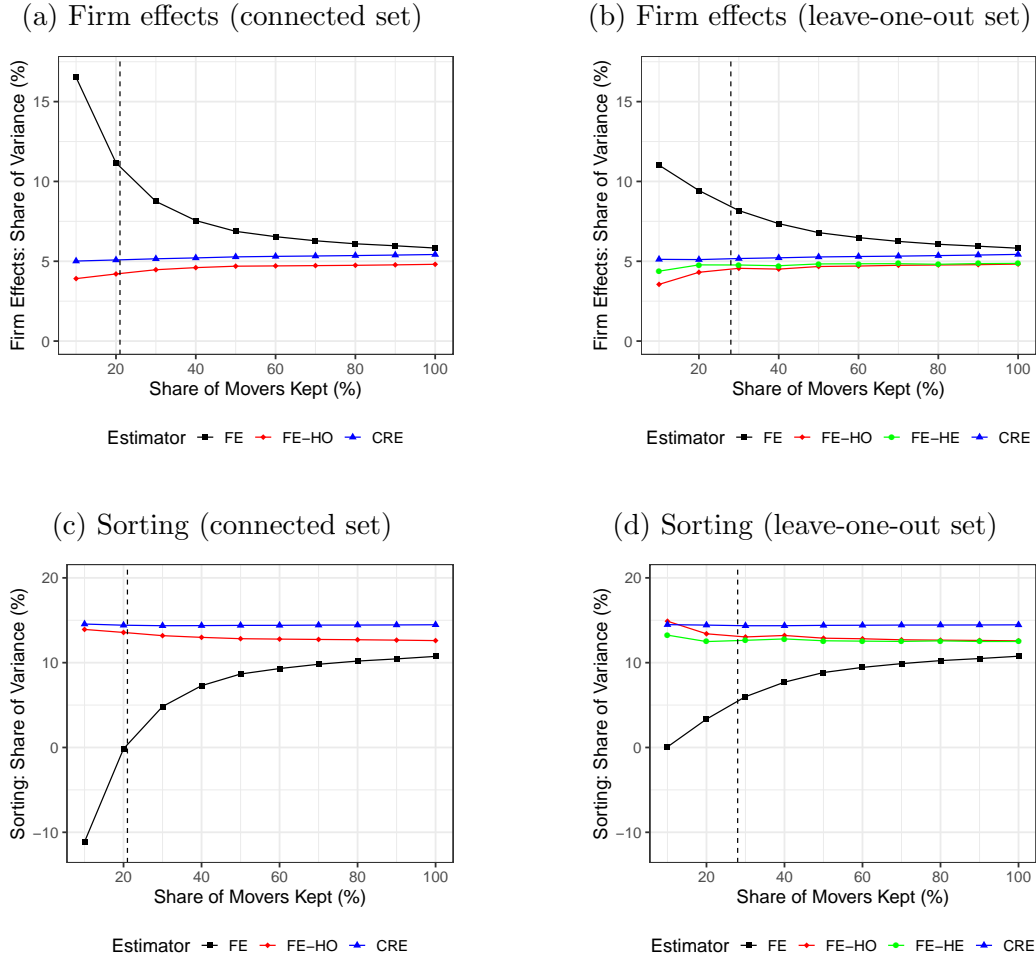 (a) Firm effects (connected set)
Firm Effects: Share of Variance (%)
15
10
5
0
20 40 60 80 100
Share of Movers Kept (%)
Estimator FE FE−HO CRE
(b) Firm effects (leave-one-out set)
Firm Effects: Share of Variance (%)
15
10
5
0
20 40 60 80 100
Share of Movers Kept (%)
Estimator FE FE−HO FE−HE CRE
(c) Sorting (connected set)
Sorting: Share of Variance (%)
20
10
0
−10
20 40 60 80 100
Share of Movers Kept (%)
Estimator FE FE−HO CRE
(d) Sorting (leave-one-out set)
Sorting: Share of Variance (%)
20
10
0
−10
20 40 60 80 100
Share of Movers Kept (%)
Estimator FE FE−HO FE−HE CRE